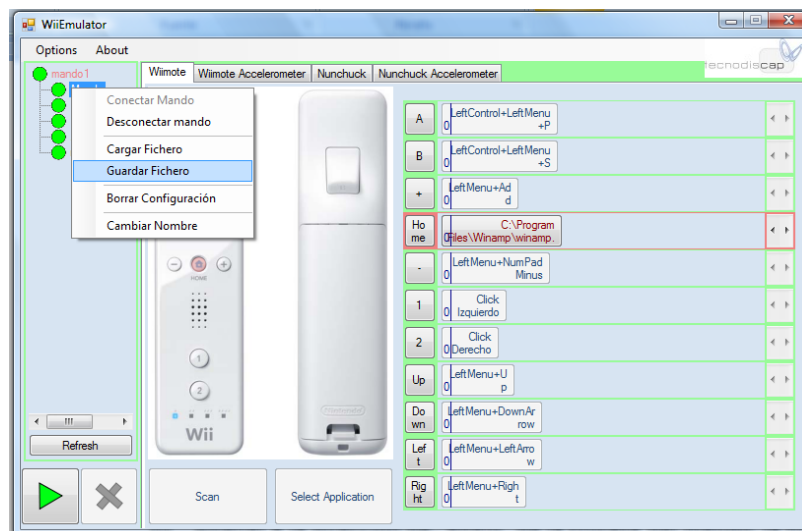 WiiEmulator
Options About
tecnodiscap
mando1
Wiimote Wiimote Accelerometer Nunchuck Nunchuck Accelerometer
Conectar Mando
Desconectar mando
Cargar Fichero
Guardar Fichero
Borrar Configuración
Cambiar Nombre
HOME
1
2
Wii
A
0
LeftControl+LeftMenu
+P
B
0
LeftControl+LeftMenu
+S
+
0
LeftMenu+Ad
d
Ho
me
0
C:\Program
Files\Winamp\winamp.
-
0
LeftMenu+NumPad
Minus
1
0
Click
Izquierdo
2
0
Click
Derecho
Up
0
LeftMenu+U
p
Do
wn
0
LeftMenu+DownAr
row
Lef
t
0
LeftMenu+LeftArro
w
Rig
ht
0
LeftMenu+Righ
t
Refresh
Scan
Select Application